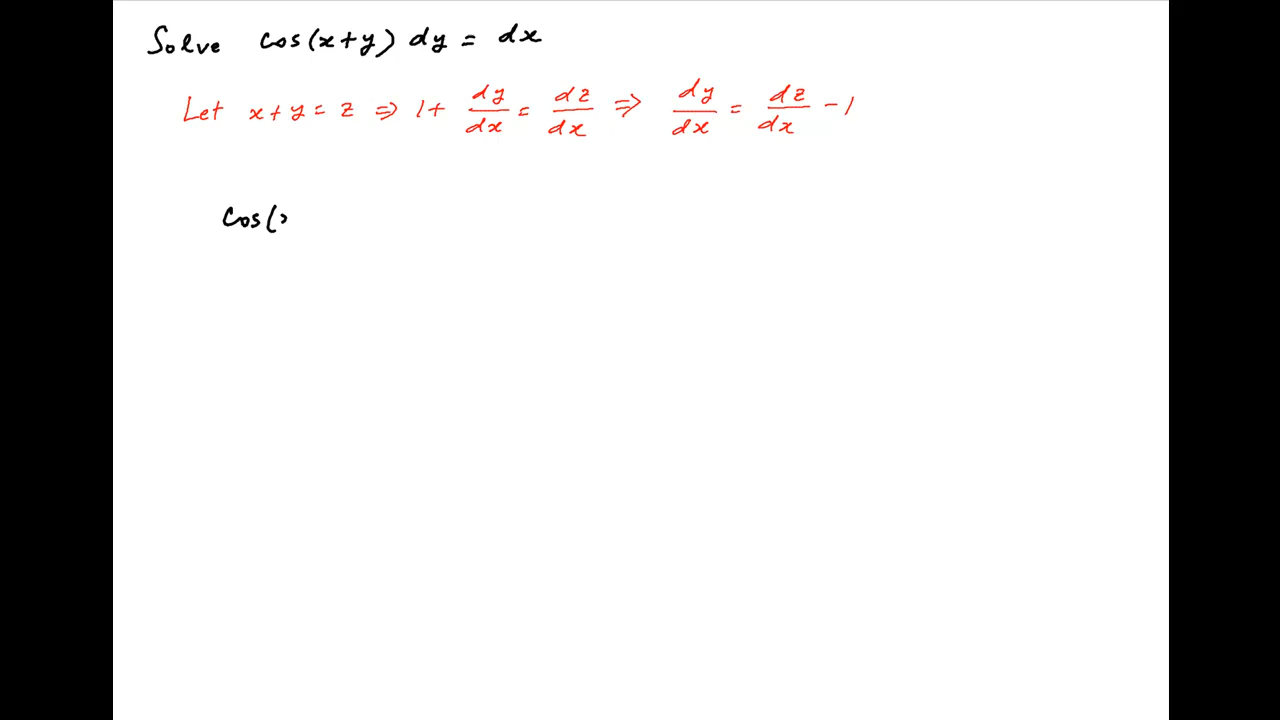 Solve cos(x+y) dy = dx
Let x+y = z ⇒ 1 + dy/dx = dz/dx ⇒ dy/dx = dz/dx - 1
cos(